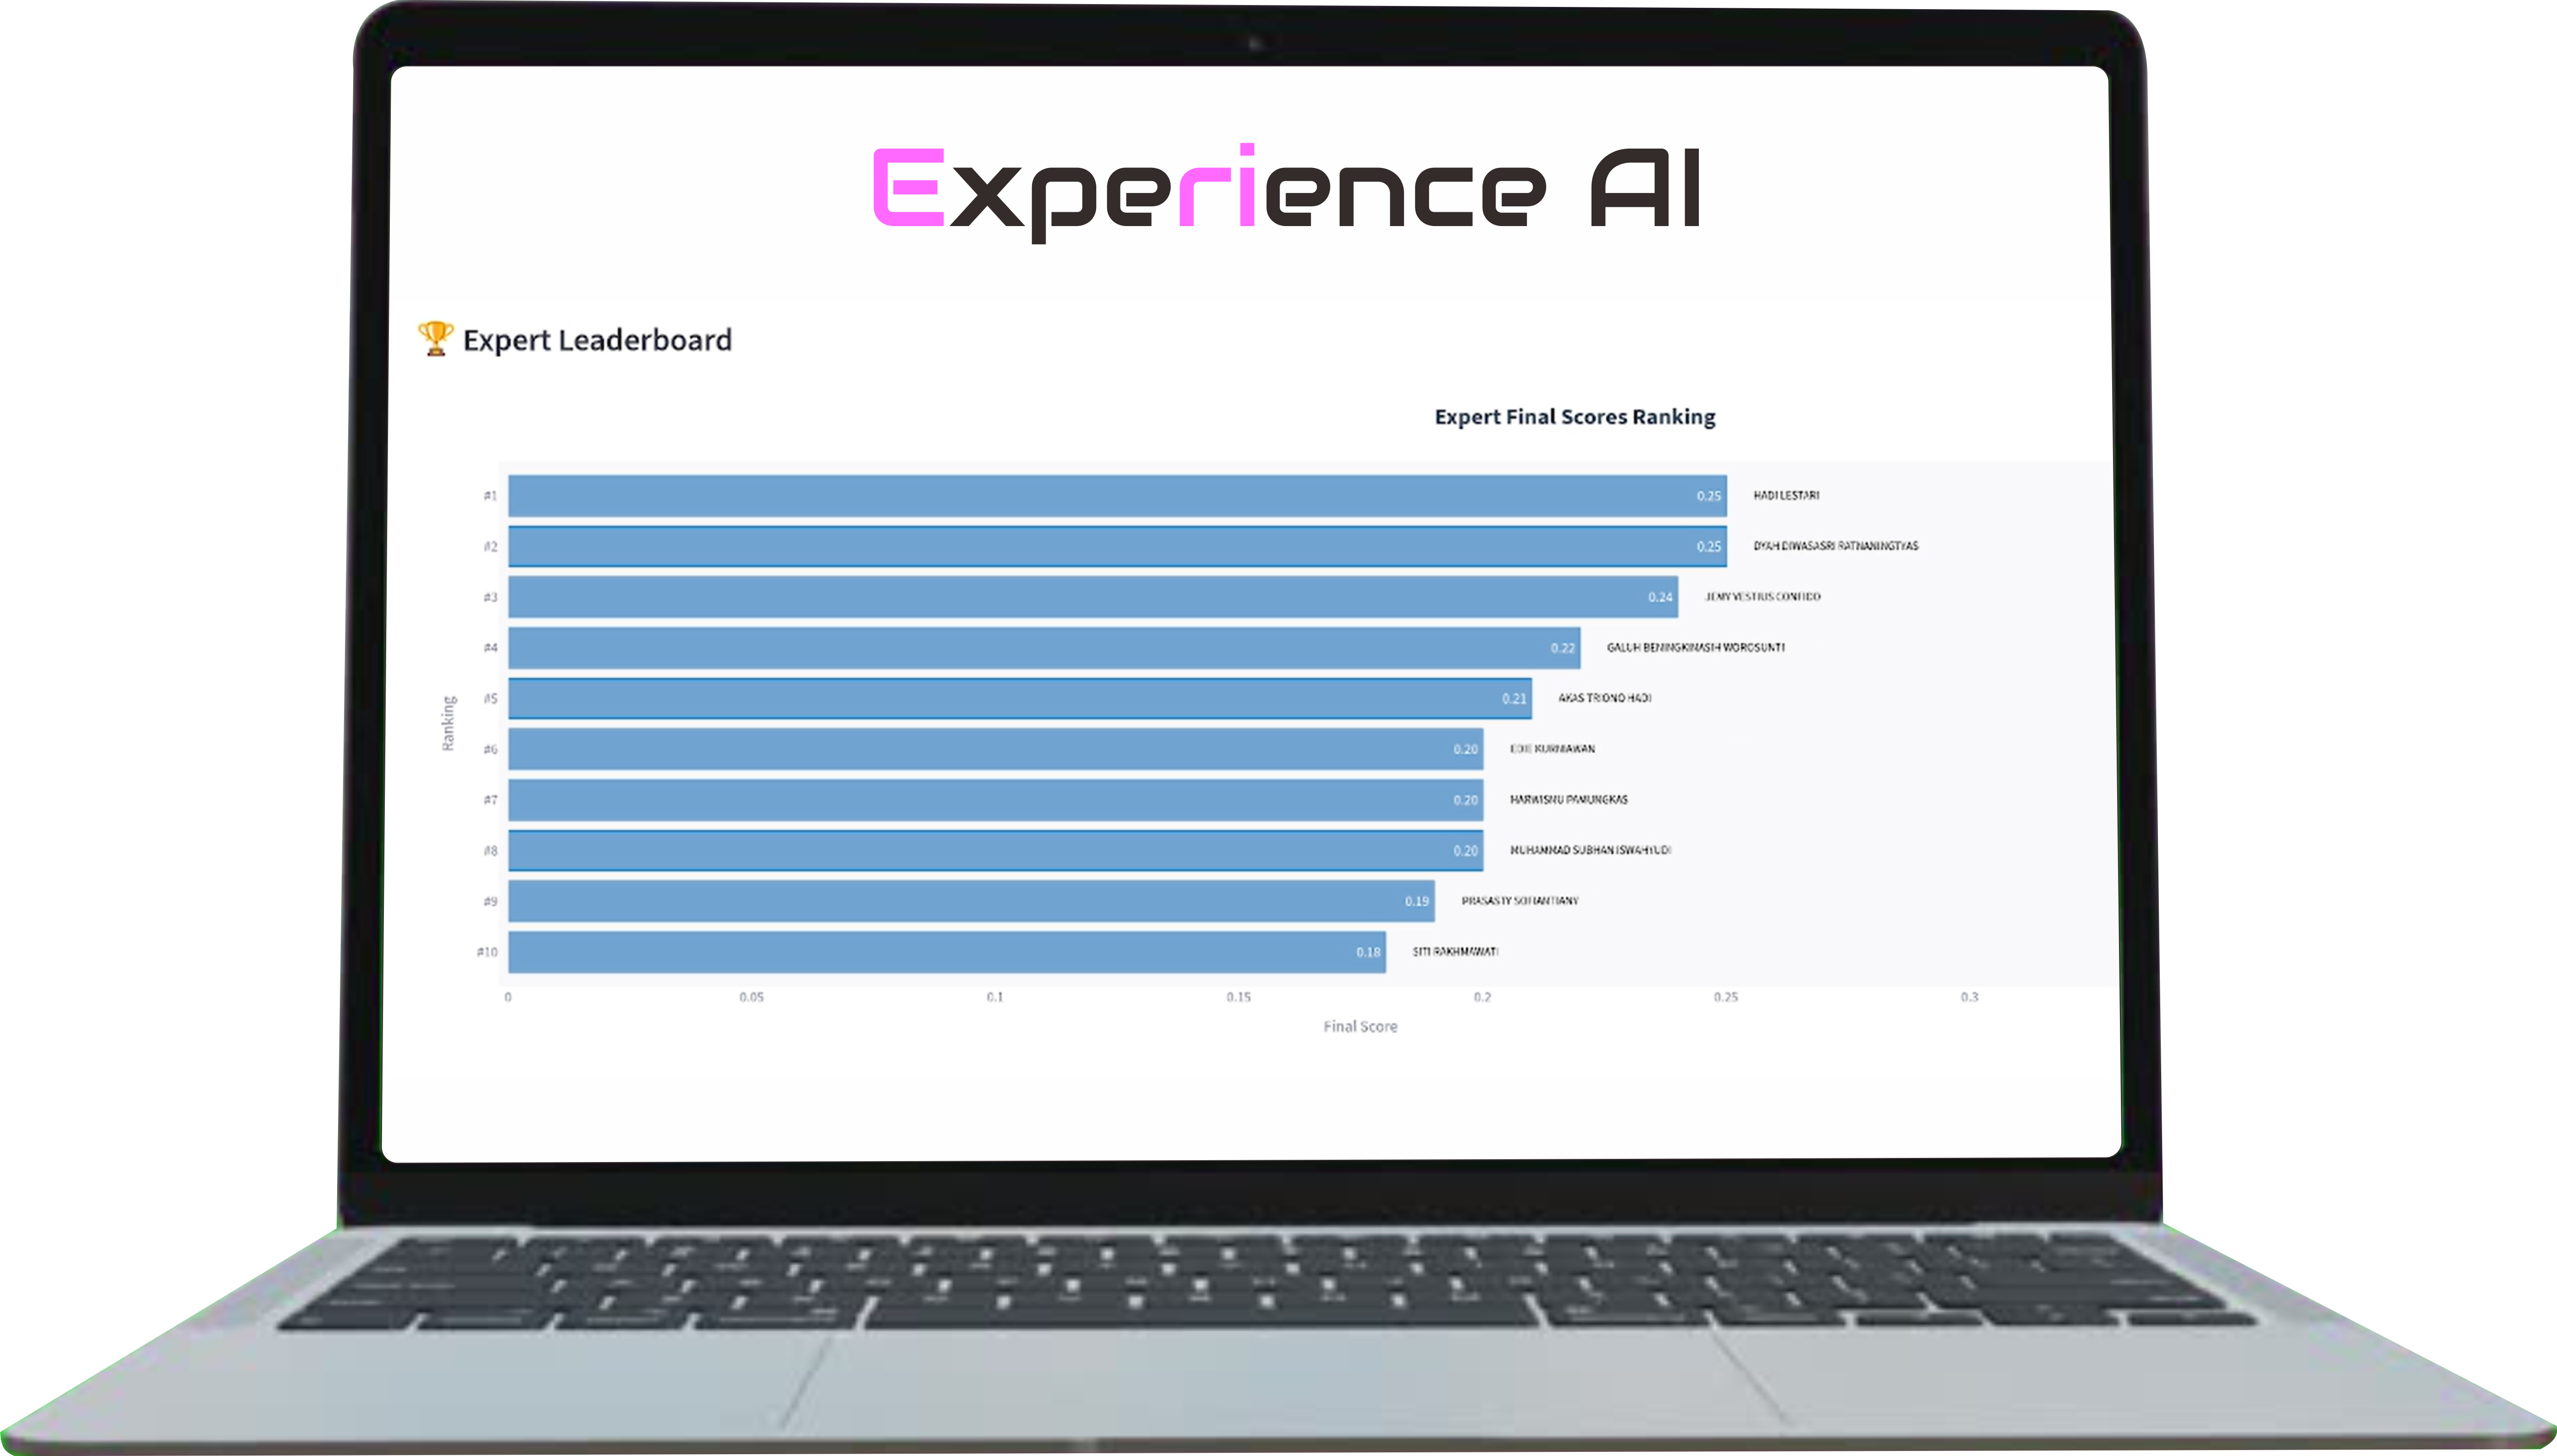 Experience AI
🏆 Expert Leaderboard
Expert Final Scores Ranking
#1 0.25 HADI LESTARI
#2 0.25 DYAH DIWASASRI RATNANINGTYAS
#3 0.24 JEMY VESTIUS CONFIDO
#4 0.22 GALUH BENINGKINASIH WOROSUNTI
#5 0.21 AKAS TRIONO HADI
#6 0.20 EDIE KURNIAWAN
#7 0.20 HARWISNU PAMUNGKAS
#8 0.20 MUHAMMAD SUBHAN ISWAHYUDI
#9 0.19 PRASASTY SOFIANTIANY
#10 0.18 SITI RAKHMAWATI
Ranking
0 0.05 0.1 0.15 0.2 0.25 0.3
Final Score